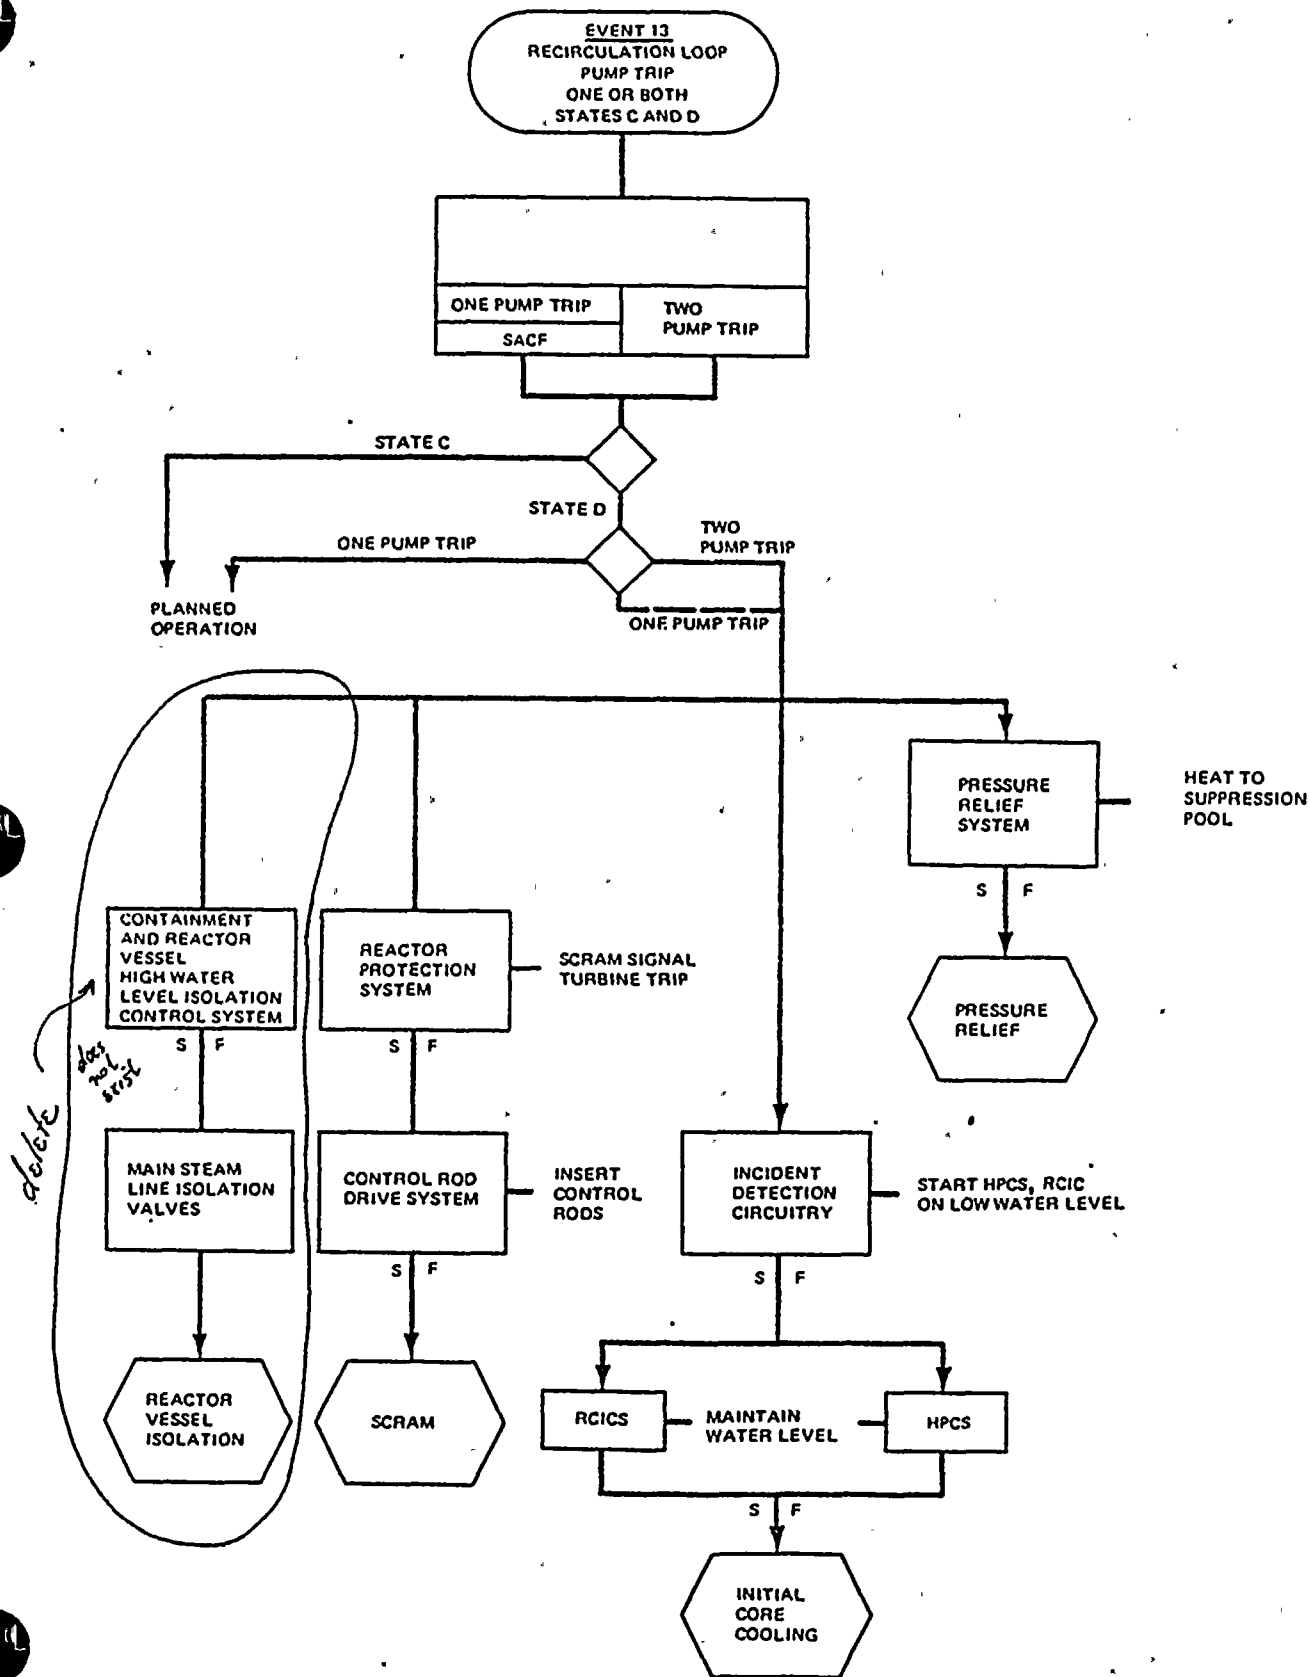 EVENT 13
RECIRCULATION LOOP
PUMP TRIP
ONE OR BOTH
STATES C AND D
ONE PUMP TRIP
SACF
TWO
PUMP TRIP
STATE C
STATE D
ONE PUMP TRIP
TWO
PUMP TRIP
ONE PUMP TRIP
PLANNED
OPERATION
PRESSURE
RELIEF
SYSTEM
HEAT TO
SUPPRESSION
POOL
S F
PRESSURE
RELIEF
CONTAINMENT
AND REACTOR
VESSEL
HIGH WATER
LEVEL ISOLATION
CONTROL SYSTEM
S F
does
not
exist
delete
REACTOR
PROTECTION
SYSTEM
SCRAM SIGNAL
TURBINE TRIP
S F
MAIN STEAM
LINE ISOLATION
VALVES
CONTROL ROD
DRIVE SYSTEM
INSERT
CONTROL
RODS
S F
INCIDENT
DETECTION
CIRCUITRY
START HPCS, RCIC
ON LOW WATER LEVEL
S F
REACTOR
VESSEL
ISOLATION
SCRAM
RCICS
MAINTAIN
WATER LEVEL
HPCS
S F
INITIAL
CORE
COOLING